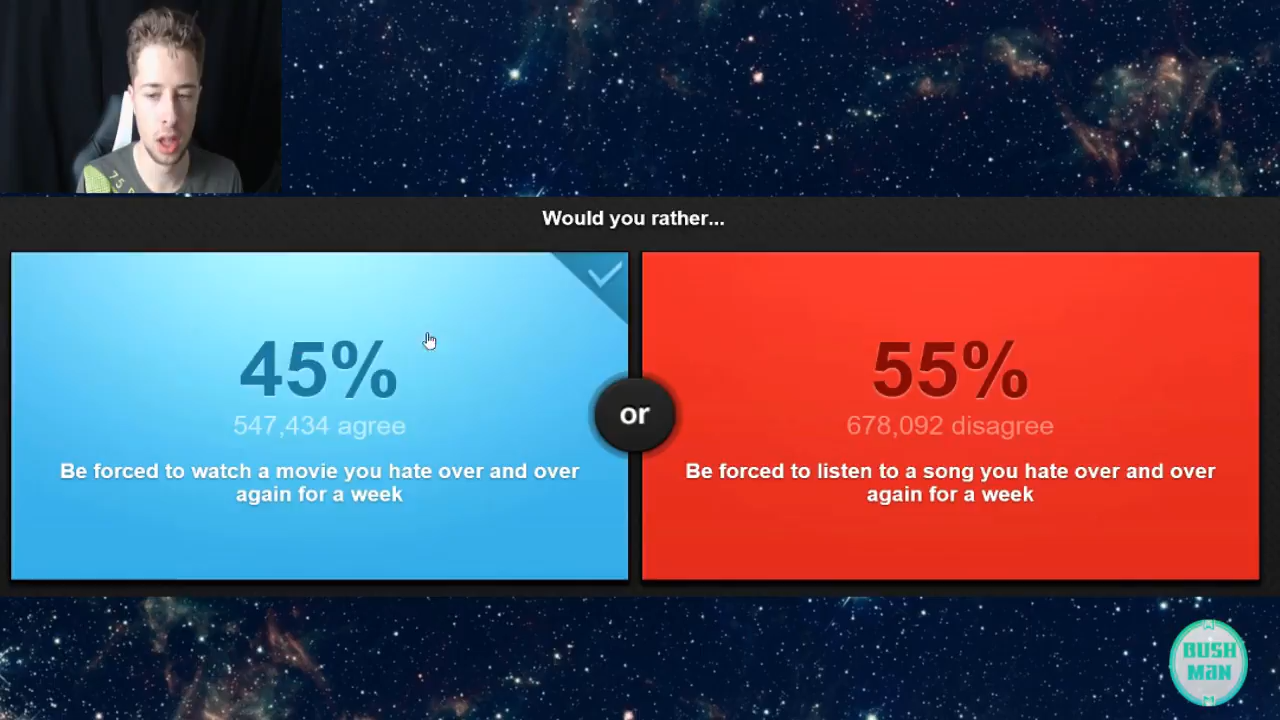 75
Would you rather...
45%
547,434 agree
Be forced to watch a movie you hate over and over
again for a week
or
55%
678,092 disagree
Be forced to listen to a song you hate over and over
again for a week
BUSH
MAN